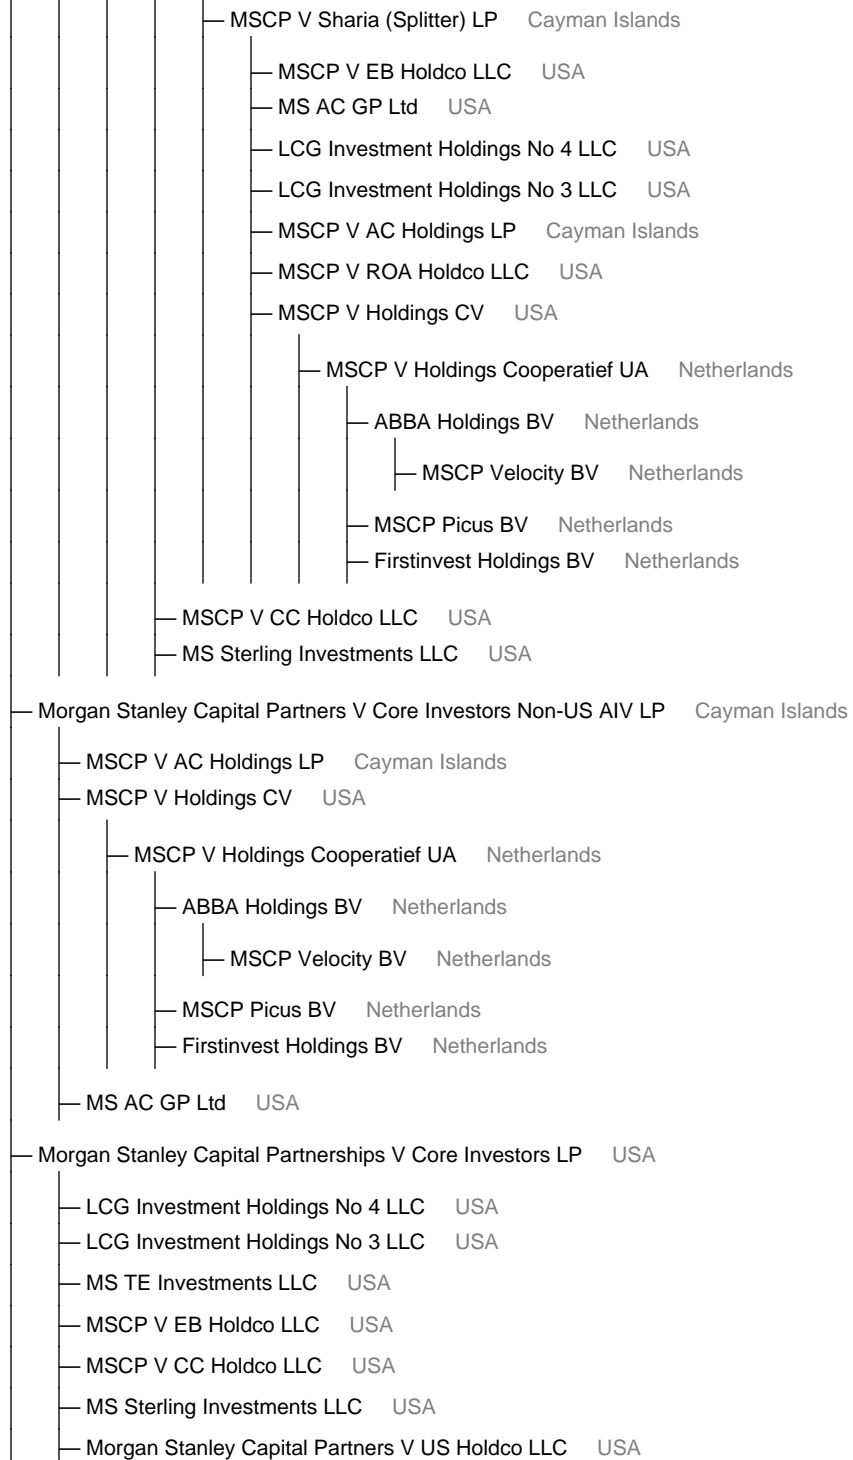 MSCP V Sharia (Splitter) LP Cayman Islands
MSCP V EB Holdco LLC USA
MS AC GP Ltd USA
LCG Investment Holdings No 4 LLC USA
LCG Investment Holdings No 3 LLC USA
MSCP V AC Holdings LP Cayman Islands
MSCP V ROA Holdco LLC USA
MSCP V Holdings CV USA
MSCP V Holdings Cooperatief UA Netherlands
ABBA Holdings BV Netherlands
MSCP Velocity BV Netherlands
MSCP Picus BV Netherlands
Firstinvest Holdings BV Netherlands
MSCP V CC Holdco LLC USA
MS Sterling Investments LLC USA
Morgan Stanley Capital Partners V Core Investors Non-US AIV LP Cayman Islands
MSCP V AC Holdings LP Cayman Islands
MSCP V Holdings CV USA
MSCP V Holdings Cooperatief UA Netherlands
ABBA Holdings BV Netherlands
MSCP Velocity BV Netherlands
MSCP Picus BV Netherlands
Firstinvest Holdings BV Netherlands
MS AC GP Ltd USA
Morgan Stanley Capital Partnerships V Core Investors LP USA
LCG Investment Holdings No 4 LLC USA
LCG Investment Holdings No 3 LLC USA
MS TE Investments LLC USA
MSCP V EB Holdco LLC USA
MSCP V CC Holdco LLC USA
MS Sterling Investments LLC USA
Morgan Stanley Capital Partners V US Holdco LLC USA